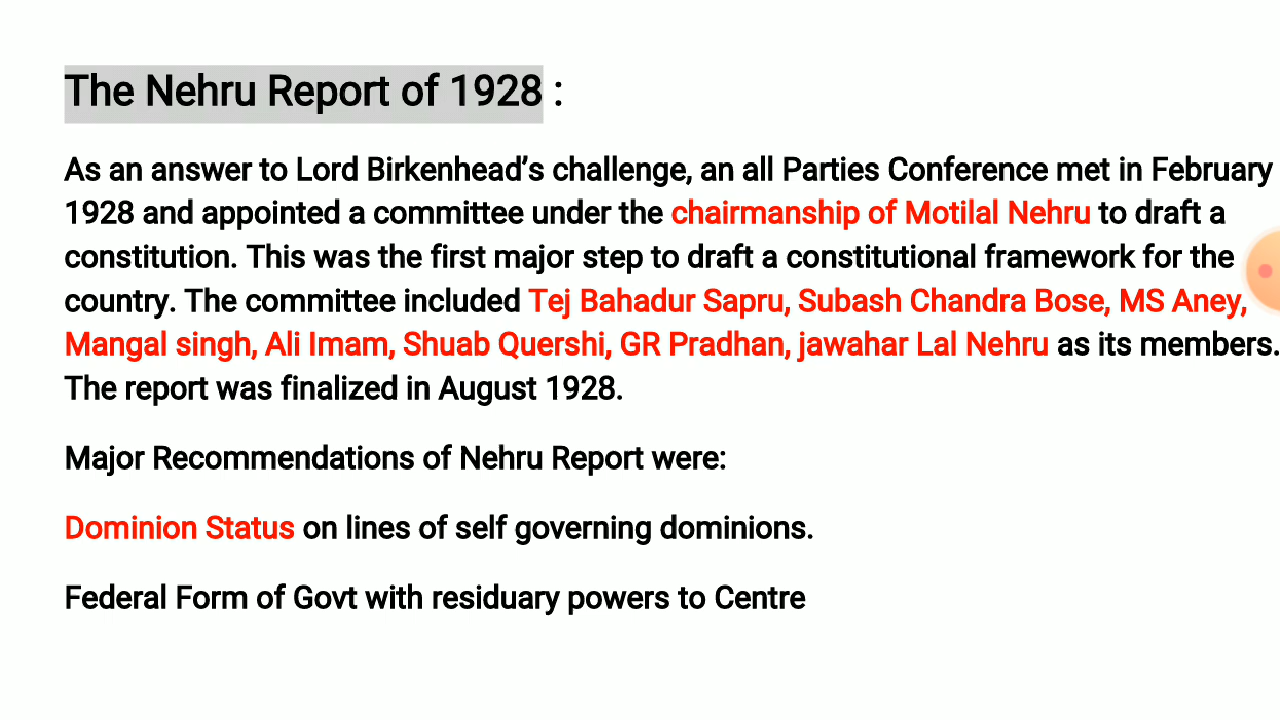 The Nehru Report of 1928 :
As an answer to Lord Birkenhead’s challenge, an all Parties Conference met in February
1928 and appointed a committee under the chairmanship of Motilal Nehru to draft a
constitution. This was the first major step to draft a constitutional framework for the
country. The committee included Tej Bahadur Sapru, Subash Chandra Bose, MS Aney,
Mangal singh, Ali Imam, Shuab Quershi, GR Pradhan, jawahar Lal Nehru as its members.
The report was finalized in August 1928.
Major Recommendations of Nehru Report were:
Dominion Status on lines of self governing dominions.
Federal Form of Govt with residuary powers to Centre